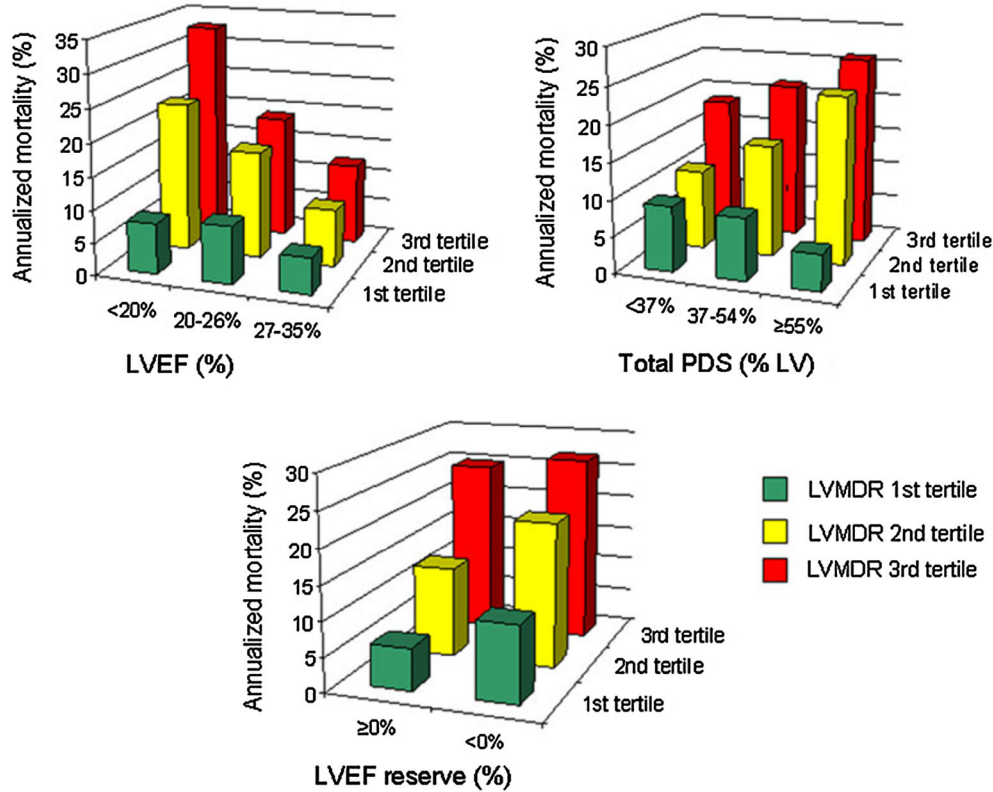 Annualized mortality (%)
35
30
25
20
15
10
5
0
<20%
20-26%
27-35%
3rd tertile
2nd tertile
1st tertile
LVEF (%)
Annualized mortality (%)
30
25
20
15
10
5
0
<37%
37-54%
≥55%
3rd tertile
2nd tertile
1st tertile
Total PDS (% LV)
Annualized mortality (%)
30
25
20
15
10
5
0
≥0%
<0%
3rd tertile
2nd tertile
1st tertile
LVEF reserve (%)
LVMDR 1st tertile
LVMDR 2nd tertile
LVMDR 3rd tertile